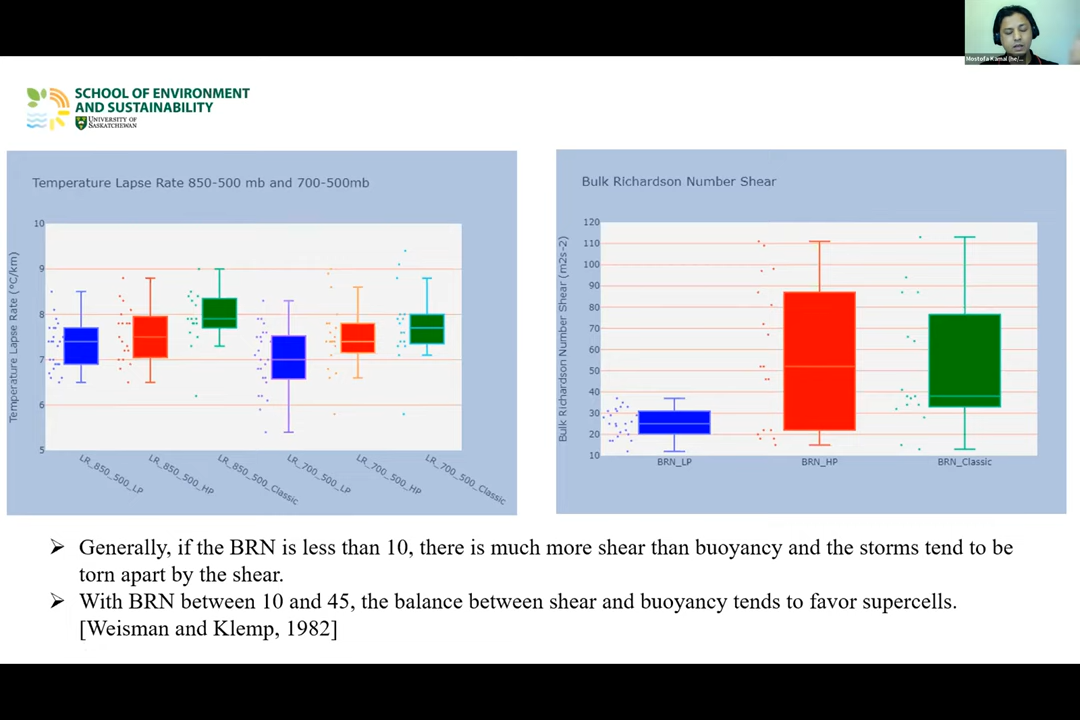 Mostofa Kamal (he/...
SCHOOL OF ENVIRONMENT
AND SUSTAINABILITY
UNIVERSITY OF
SASKATCHEWAN
Temperature Lapse Rate 850-500 mb and 700-500mb
Temperature Lapse Rate (°C/km)
10
9
8
7
6
5
LR_850_500_LP
LR_850_500_HP
LR_850_500_Classic
LR_700_500_LP
LR_700_500_HP
LR_700_500_Classic
Bulk Richardson Number Shear
Bulk Richardson Number Shear (m2s-2)
120
110
100
90
80
70
60
50
40
30
20
10
BRN_LP
BRN_HP
BRN_Classic
➢ Generally, if the BRN is less than 10, there is much more shear than buoyancy and the storms tend to be
torn apart by the shear.
➢ With BRN between 10 and 45, the balance between shear and buoyancy tends to favor supercells.
[Weisman and Klemp, 1982]